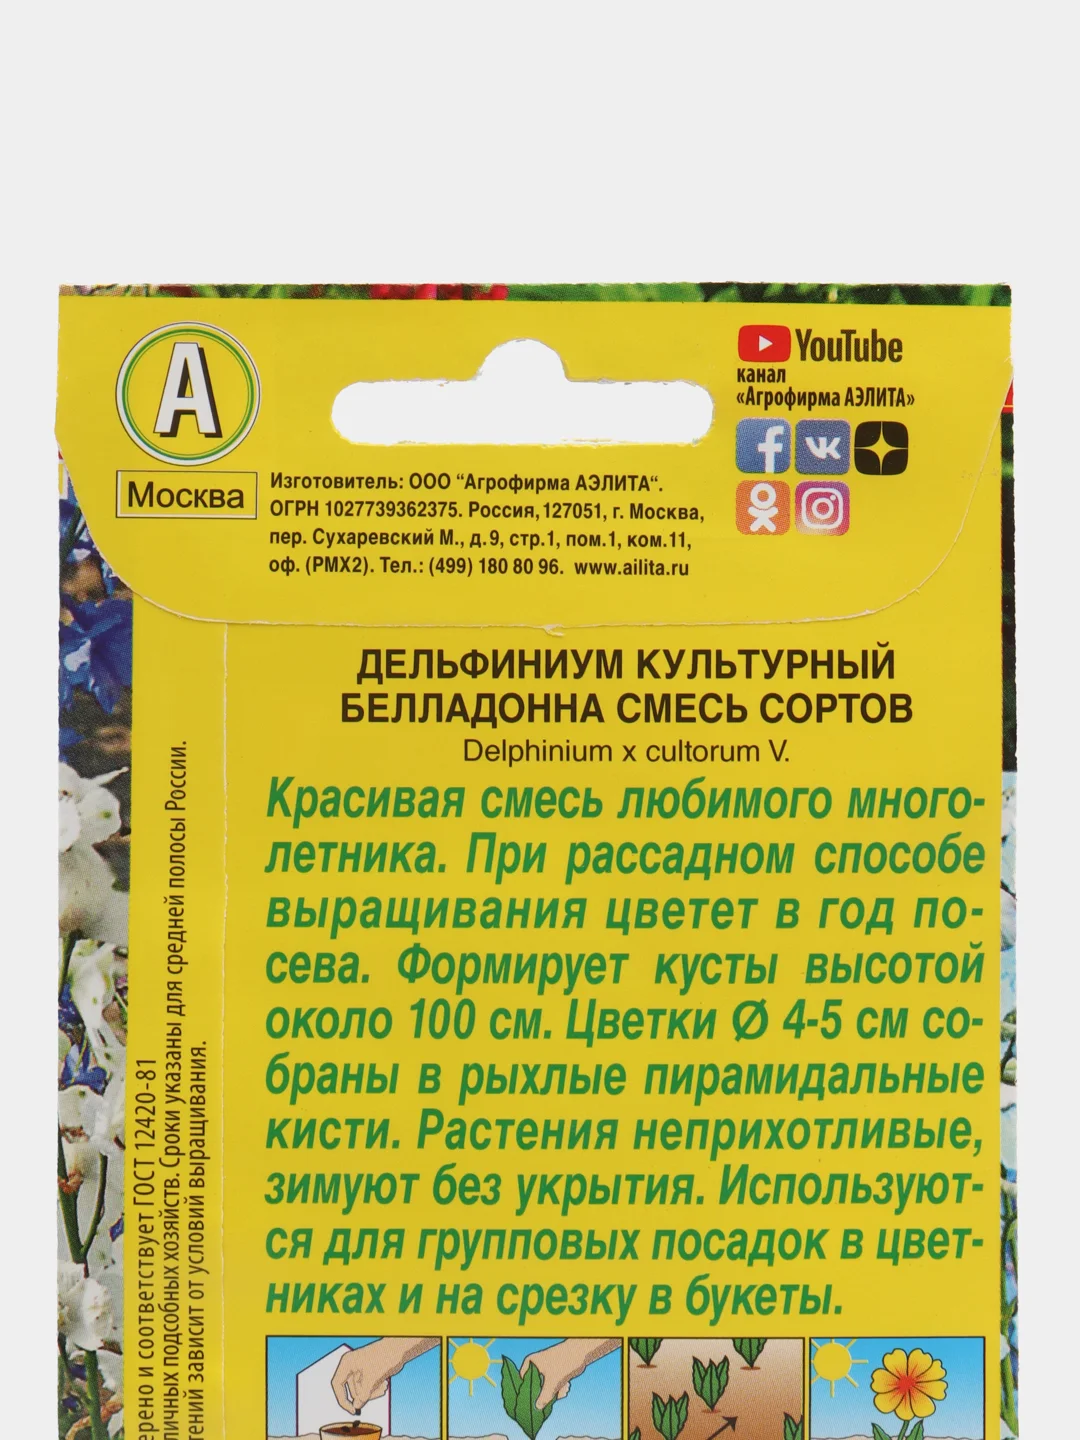 YouTube
канал
«Агрофирма АЭЛИТА»
А
Москва
Изготовитель: ООО “Агрофирма АЭЛИТА“.
ОГРН 1027739362375. Россия, 127051, г. Москва,
пер. Сухаревский М., д.9, стр.1, пом.1, ком.11,
оф. (РМХ2). Тел.: (499) 180 80 96. www.ailita.ru
ДЕЛЬФИНИУМ КУЛЬТУРНЫЙ
БЕЛЛАДОННА СМЕСЬ СОРТОВ
Delphinium x cultorum V.
Красивая смесь любимого много-
летника. При рассадном способе
выращивания цветет в год по-
сева. Формирует кусты высотой
около 100 см. Цветки Ø 4-5 см со-
браны в рыхлые пирамидальные
кисти. Растения неприхотливые,
зимуют без укрытия. Используют-
ся для групповых посадок в цвет-
никах и на срезку в букеты.
и соответствует ГОСТ 12420-81
подсобных хозяйств. Сроки указаны для средней полосы России.
зависит от условий выращивания.